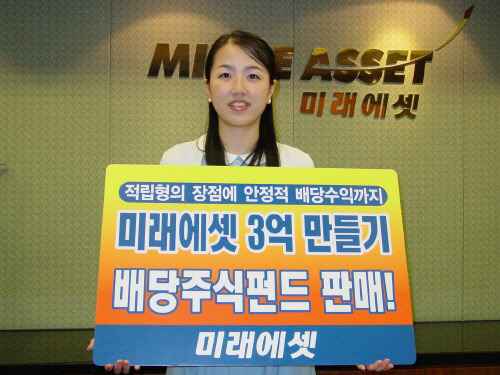 ASSET
미래에셋
적립형의 장점에 안정적 배당수익까지
미래에셋 3억 만들기
배당주식펀드 판매!
미래에셋